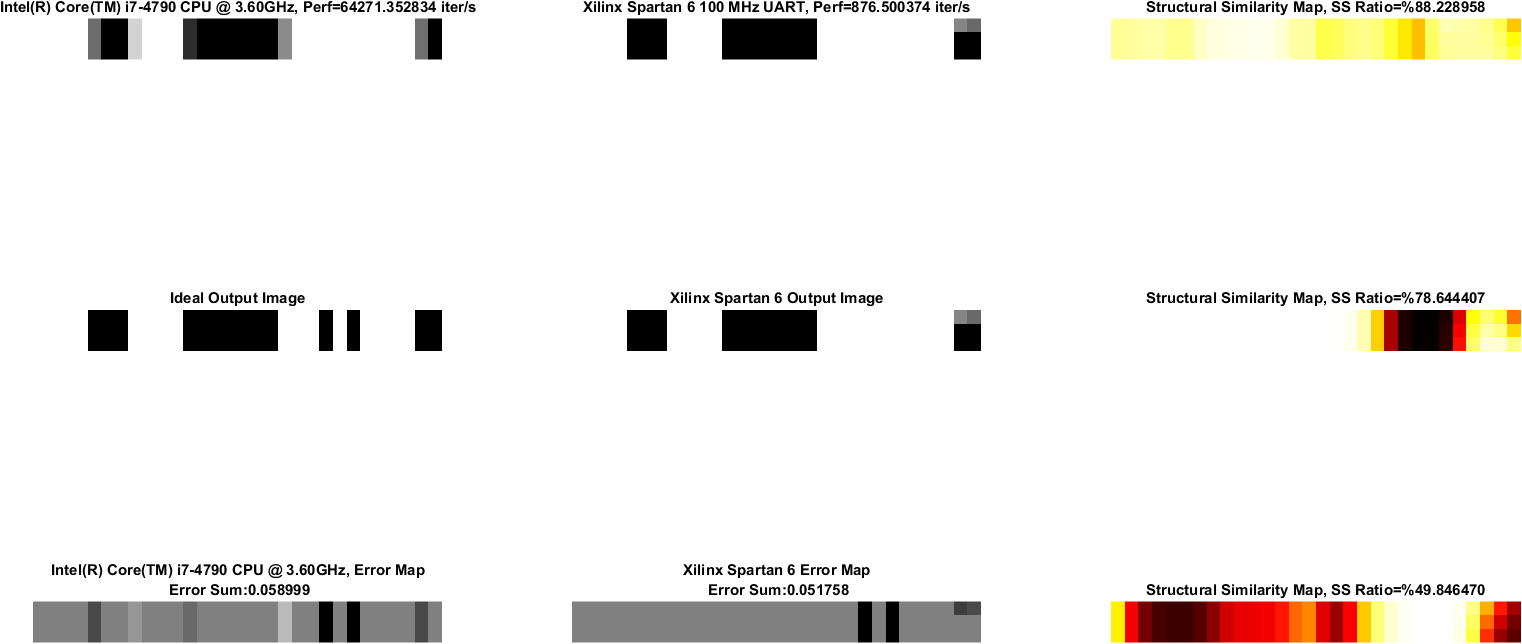 Intel(R) Core(TM) i7-4790 CPU @ 3.60GHz, Perf=64271.352834 iter/s
Xilinx Spartan 6 100 MHz UART, Perf=876.500374 iter/s
Structural Similarity Map, SS Ratio=%88.228958
Ideal Output Image
Xilinx Spartan 6 Output Image
Structural Similarity Map, SS Ratio=%78.644407
Intel(R) Core(TM) i7-4790 CPU @ 3.60GHz, Error Map
Error Sum:0.058999
Xilinx Spartan 6 Error Map
Error Sum:0.051758
Structural Similarity Map, SS Ratio=%49.846470